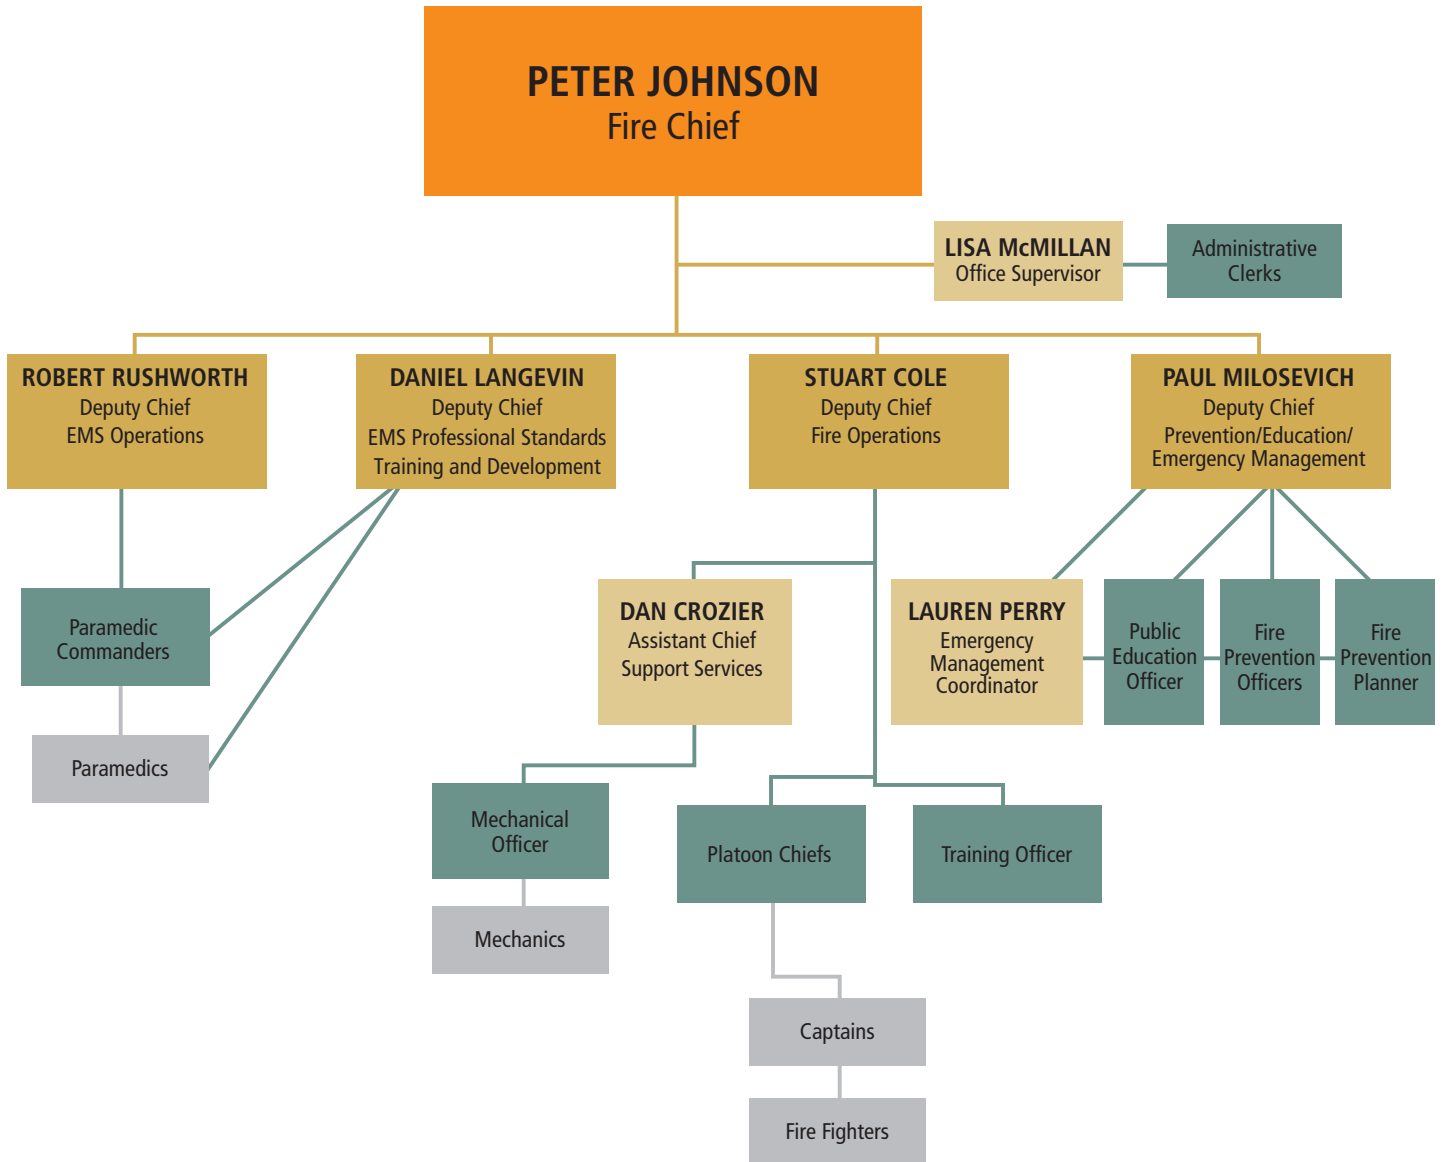 PETER JOHNSON
Fire Chief
LISA McMILLAN
Office Supervisor
Administrative
Clerks
ROBERT RUSHWORTH
Deputy Chief
EMS Operations
DANIEL LANGEVIN
Deputy Chief
EMS Professional Standards
Training and Development
STUART COLE
Deputy Chief
Fire Operations
PAUL MILOSEVICH
Deputy Chief
Prevention/Education/
Emergency Management
Paramedic
Commanders
Paramedics
DAN CROZIER
Assistant Chief
Support Services
LAUREN PERRY
Emergency
Management
Coordinator
Public
Education
Officer
Fire
Prevention
Officers
Fire
Prevention
Planner
Mechanical
Officer
Mechanics
Platoon Chiefs
Training Officer
Captains
Fire Fighters